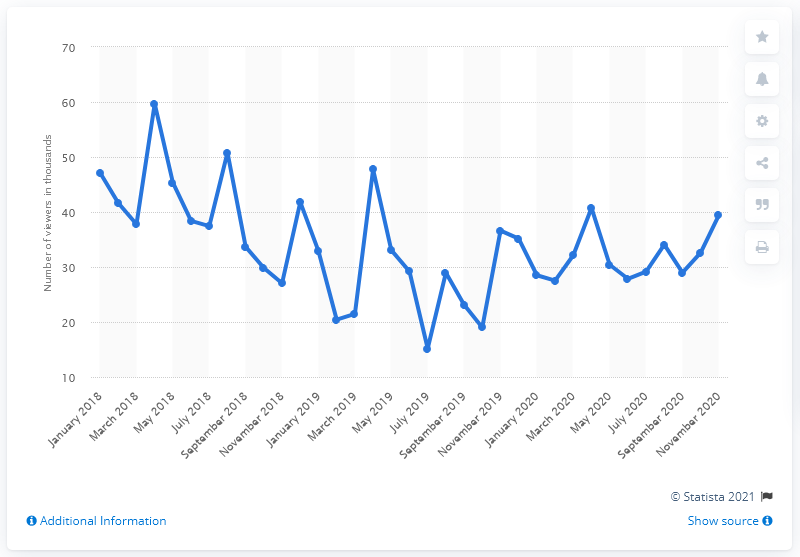 70
60
50
40
30
20
10
Number of viewers in thousands
January 2018
March 2018
May 2018
July 2018
September 2018
November 2018
January 2019
March 2019
May 2019
July 2019
September 2019
November 2019
January 2020
March 2020
May 2020
July 2020
September 2020
November 2020
© Statista 2021
Additional Information
Show source